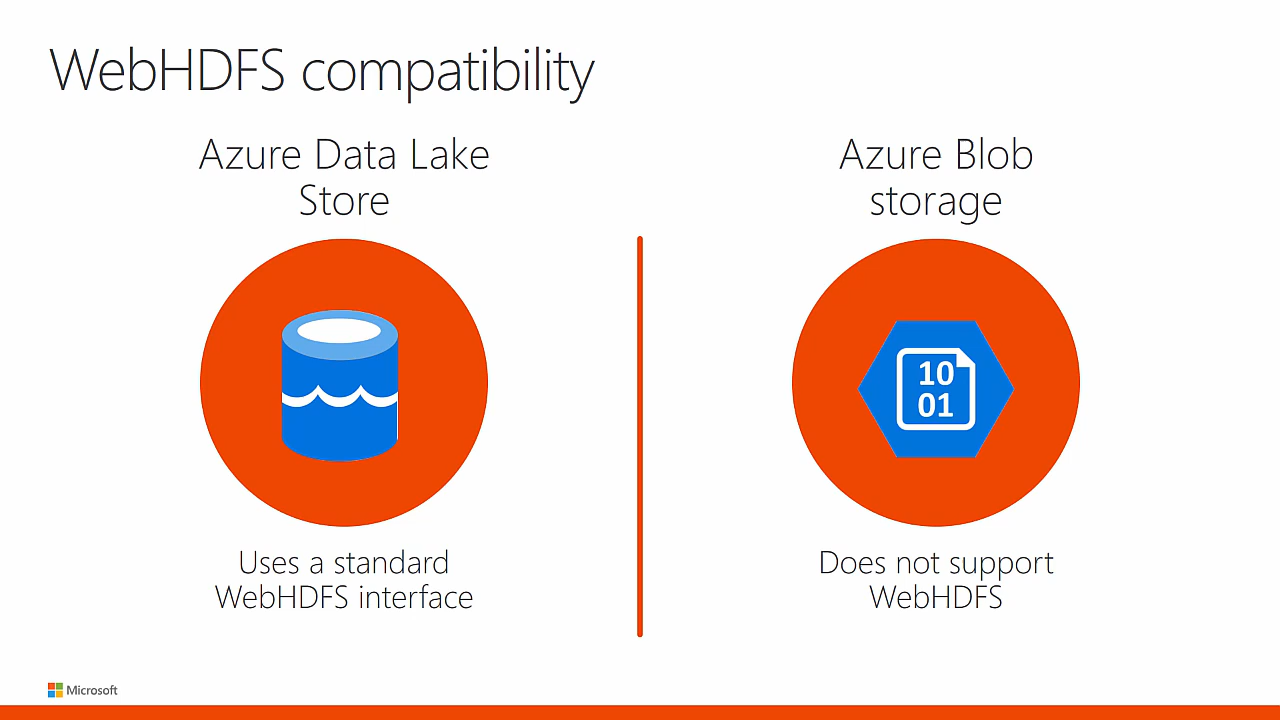 WebHDFS compatibility
Azure Data Lake
Store
Uses a standard
WebHDFS interface
Azure Blob
storage
10
01
Does not support
WebHDFS
Microsoft